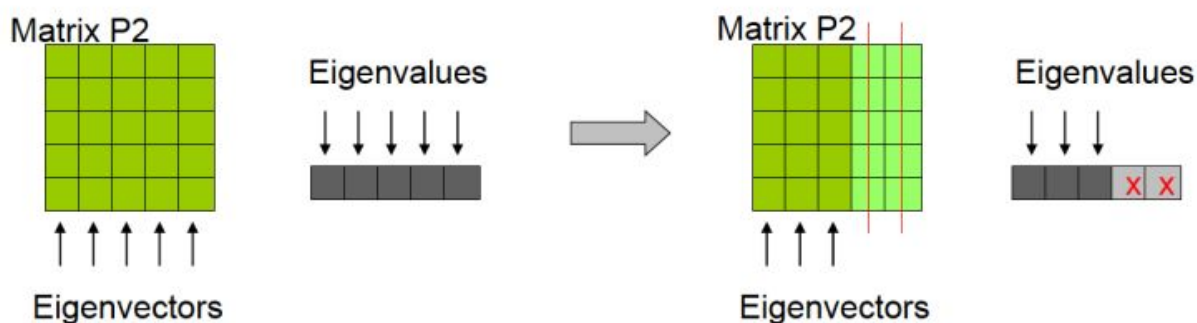 Matrix P2
Eigenvalues
Eigenvectors
Matrix P2
Eigenvalues
x x
Eigenvectors